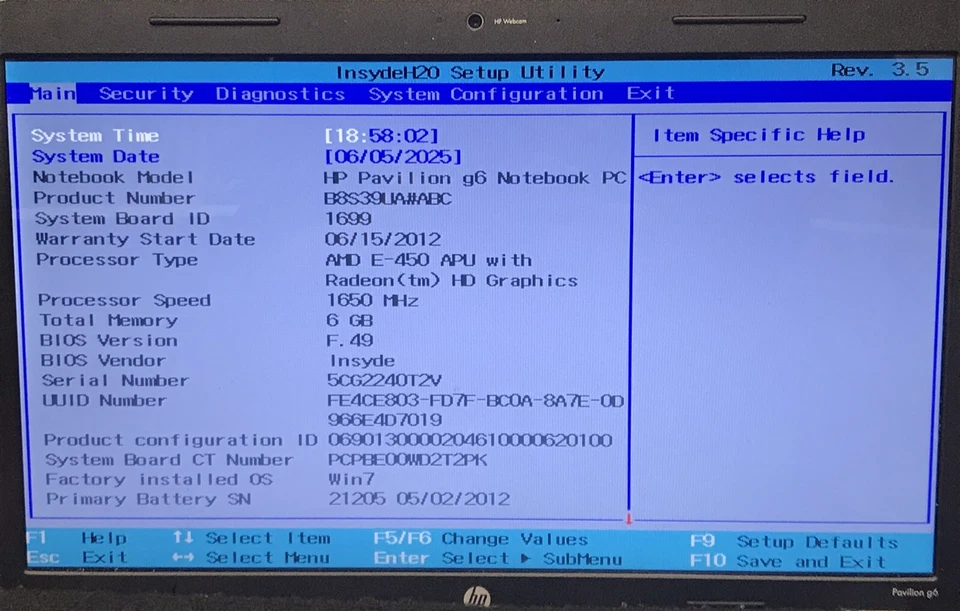 HP Webcam
InsydeH20 Setup Utility Rev. 3.5
Main Security Diagnostics System Configuration Exit
System Time [18:58:02]
System Date [06/05/2025]
Notebook Model HP Pavilion g6 Notebook PC
Product Number B8S39UA#ABC
System Board ID 1699
Warranty Start Date 06/15/2012
Processor Type AMD E-450 APU with
Radeon(tm) HD Graphics
Processor Speed 1650 MHz
Total Memory 6 GB
BIOS Version F.49
BIOS Vendor Insyde
Serial Number 5CG2240T2V
UUID Number FE4CE803-FD7F-BC0A-8A7E-0D
966E4D7019
Product configuration ID 0690130000204610000620100
System Board CT Number PCPBE00WD2T2PK
Factory installed OS Win7
Primary Battery SN 21205 05/02/2012
Item Specific Help
<Enter> selects field.
F1 Help ↑↓ Select Item F5/F6 Change Values F9 Setup Defaults
Esc Exit ←→ Select Menu Enter Select ▶ SubMenu F10 Save and Exit
hp
Pavilion g6